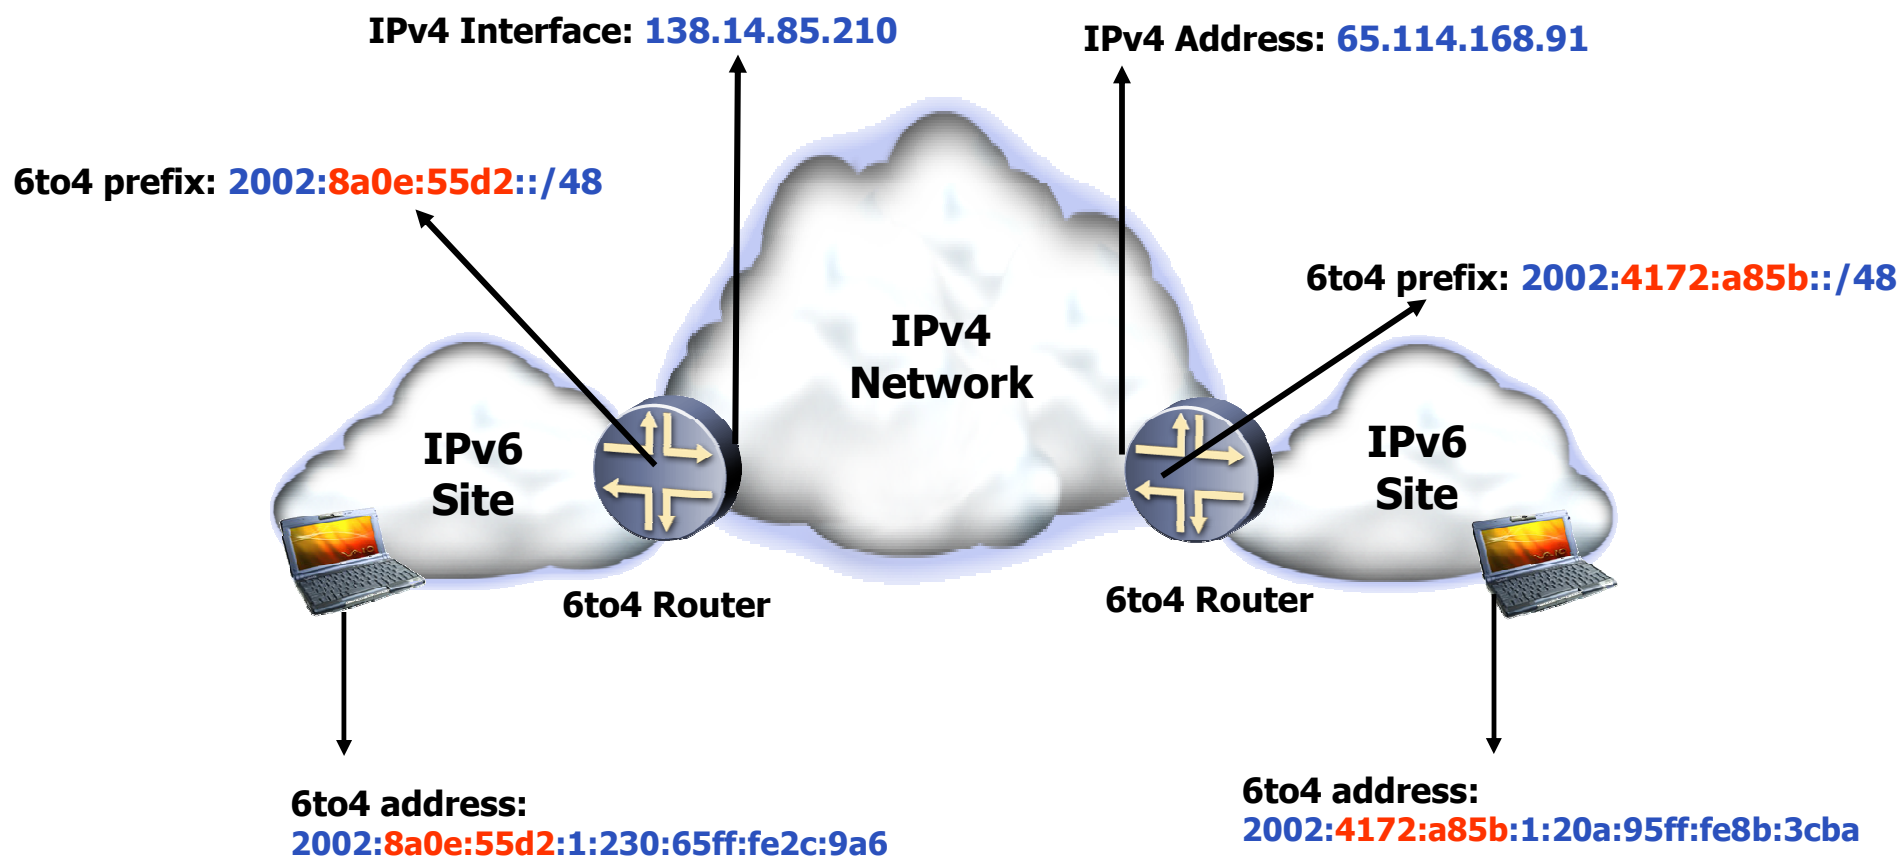 IPv4 Interface: 138.14.85.210
IPv4 Address: 65.114.168.91
6to4 prefix: 2002:8a0e:55d2::/48
6to4 prefix: 2002:4172:a85b::/48
IPv4
Network
IPv6
Site
IPv6
Site
VAIO
VAIO
6to4 Router
6to4 Router
6to4 address:
2002:8a0e:55d2:1:230:65ff:fe2c:9a6
6to4 address:
2002:4172:a85b:1:20a:95ff:fe8b:3cba